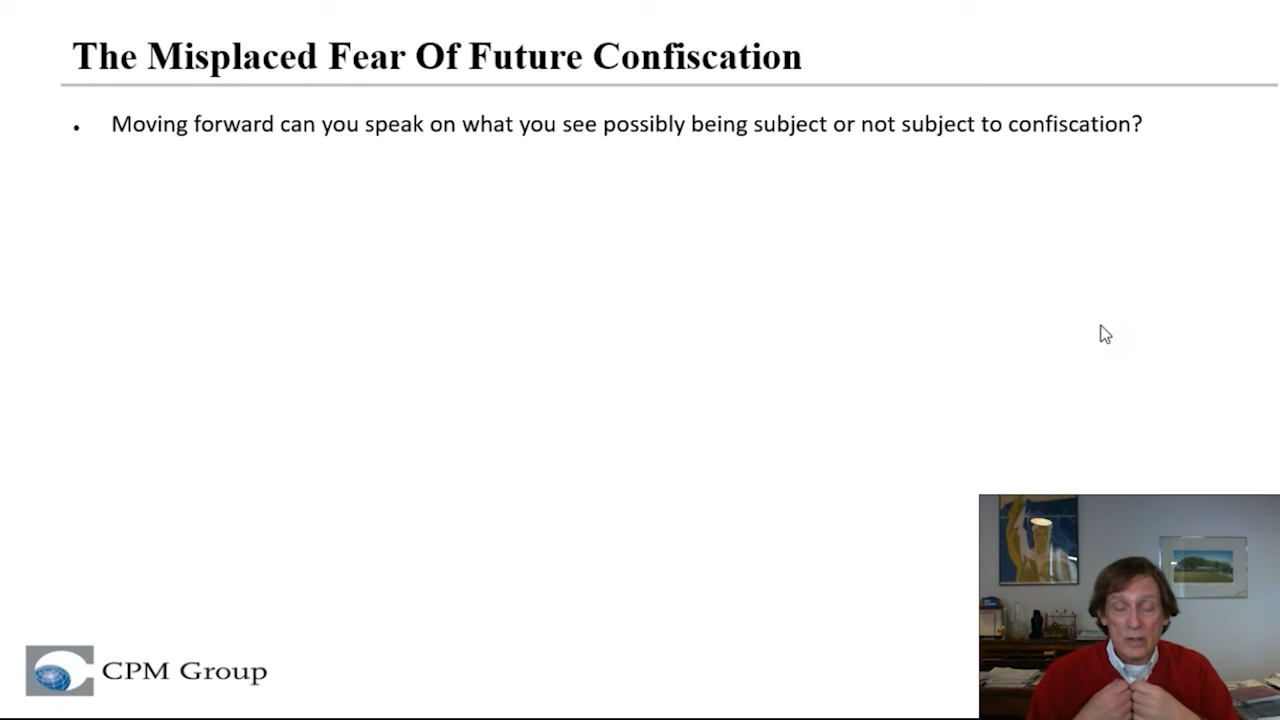 The Misplaced Fear Of Future Confiscation
• Moving forward can you speak on what you see possibly being subject or not subject to confiscation?
CPM Group